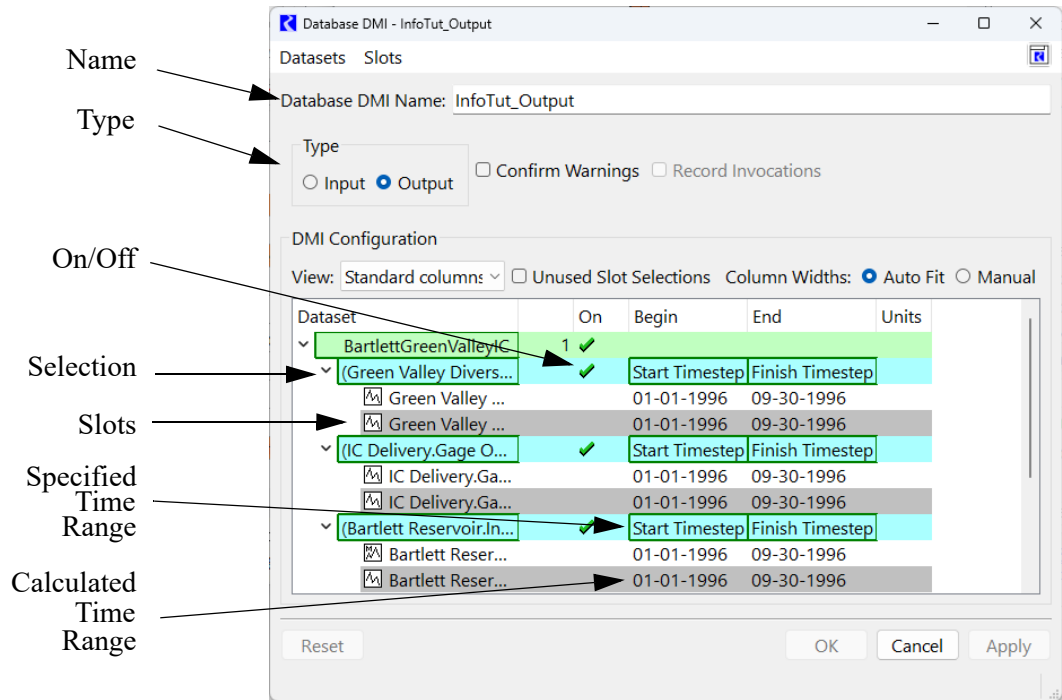 Database DMI - InfoTut_Output
Datasets Slots
Name
Database DMI Name: InfoTut_Output
Type
Type
Input Output Confirm Warnings Record Invocations
DMI Configuration
On/Off
View: Standard columns Unused Slot Selections Column Widths: Auto Fit Manual
Dataset On Begin End Units
BartlettGreenValleyIC 1
Selection
(Green Valley Divers... Start Timestep Finish Timestep
Green Valley ... 01-01-1996 09-30-1996
Slots
Green Valley ... 01-01-1996 09-30-1996
(IC Delivery.Gage O... Start Timestep Finish Timestep
Specified
Time
Range
IC Delivery.Ga... 01-01-1996 09-30-1996
IC Delivery.Ga... 01-01-1996 09-30-1996
(Bartlett Reservoir.In... Start Timestep Finish Timestep
Bartlett Reser... 01-01-1996 09-30-1996
Calculated
Time
Range
Bartlett Reser... 01-01-1996 09-30-1996
Reset OK Cancel Apply